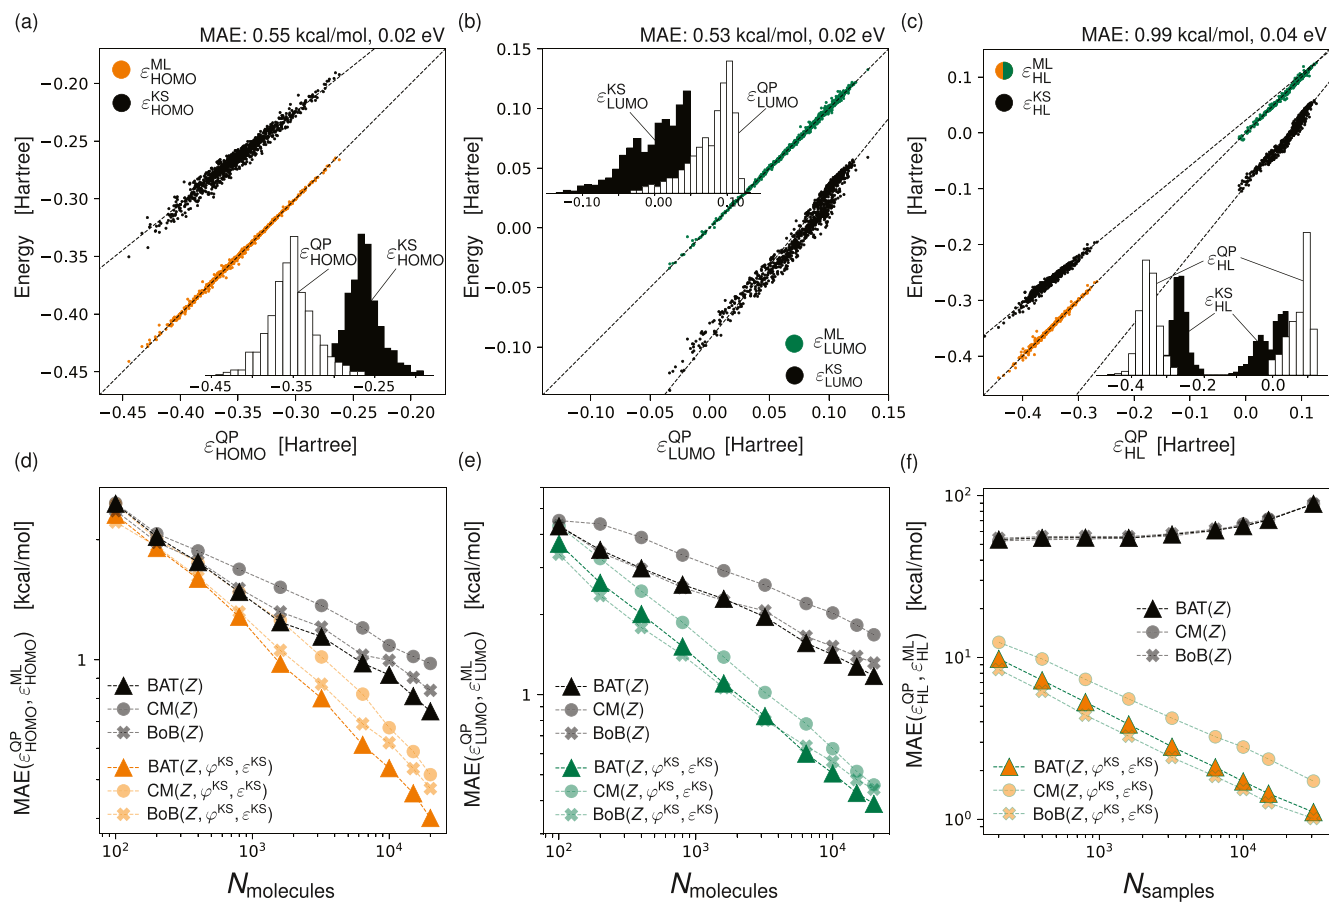 (a)
MAE: 0.55 kcal/mol, 0.02 eV
ε^ML_HOMO
ε^KS_HOMO
Energy [Hartree]
−0.20
−0.25
−0.30
−0.35
−0.40
−0.45
ε^QP_HOMO
ε^KS_HOMO
−0.45 −0.35 −0.25
−0.45 −0.40 −0.35 −0.30 −0.25 −0.20
ε^QP_HOMO [Hartree]
(b)
MAE: 0.53 kcal/mol, 0.02 eV
Energy [Hartree]
0.15
0.10
0.05
0.00
−0.05
−0.10
ε^KS_LUMO
ε^QP_LUMO
−0.10 0.00 0.10
ε^ML_LUMO
ε^KS_LUMO
−0.10 −0.05 0.00 0.05 0.10 0.15
ε^QP_LUMO [Hartree]
(c)
MAE: 0.99 kcal/mol, 0.04 eV
ε^ML_HL
ε^KS_HL
Energy [Hartree]
0.1
0.0
−0.1
−0.2
−0.3
−0.4
ε^QP_HL
ε^KS_HL
−0.4 −0.2 0.0
−0.4 −0.3 −0.2 −0.1 0.0 0.1
ε^QP_HL [Hartree]
(d)
MAE(ε^QP_HOMO, ε^ML_HOMO) [kcal/mol]
1
BAT(Z)
CM(Z)
BoB(Z)
BAT(Z, φ^KS, ε^KS)
CM(Z, φ^KS, ε^KS)
BoB(Z, φ^KS, ε^KS)
10^2 10^3 10^4
N_molecules
(e)
MAE(ε^QP_LUMO, ε^ML_LUMO) [kcal/mol]
1
BAT(Z)
CM(Z)
BoB(Z)
BAT(Z, φ^KS, ε^KS)
CM(Z, φ^KS, ε^KS)
BoB(Z, φ^KS, ε^KS)
10^2 10^3 10^4
N_molecules
(f)
MAE(ε^QP_HL, ε^ML_HL) [kcal/mol]
10^2
10^1
10^0
BAT(Z)
CM(Z)
BoB(Z)
BAT(Z, φ^KS, ε^KS)
CM(Z, φ^KS, ε^KS)
BoB(Z, φ^KS, ε^KS)
10^3 10^4
N_samples